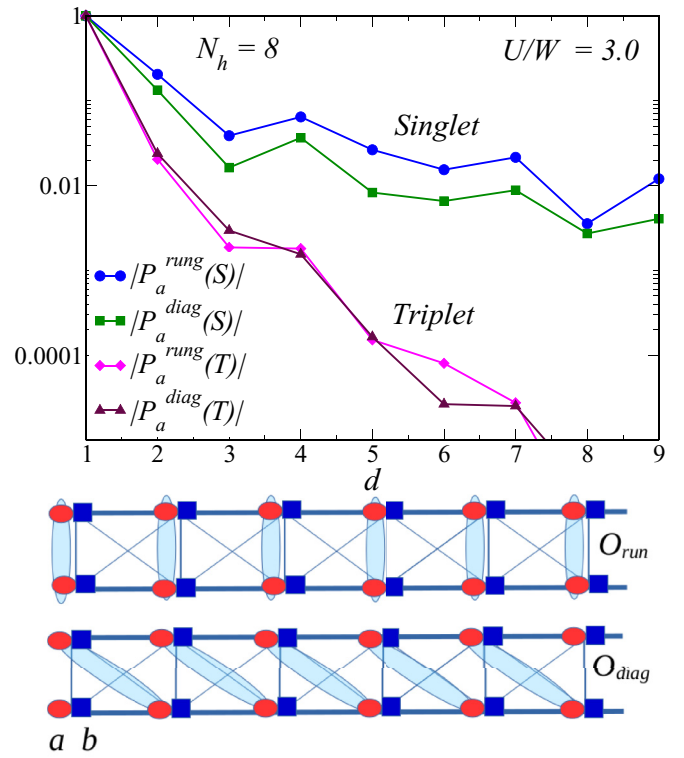 1
N_h = 8
U/W = 3.0
Singlet
0.01
|P_a^rung(S)|
|P_a^diag(S)|
Triplet
|P_a^rung(T)|
0.0001
|P_a^diag(T)|
1 2 3 4 5 6 7 8 9
d
O_run
O_diag
a b